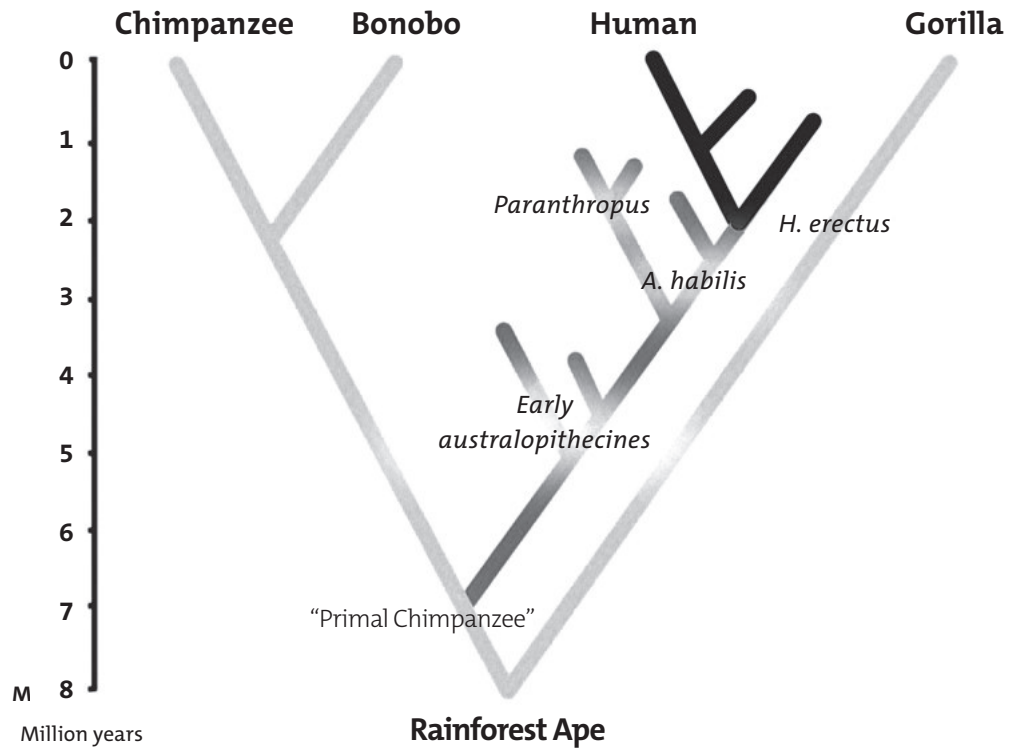 Chimpanzee Bonobo Human Gorilla
0
1
Paranthropus
2
H. erectus
A. habilis
3
4
Early
australopithecines
5
6
7
"Primal Chimpanzee"
M 8
Million years
Rainforest Ape